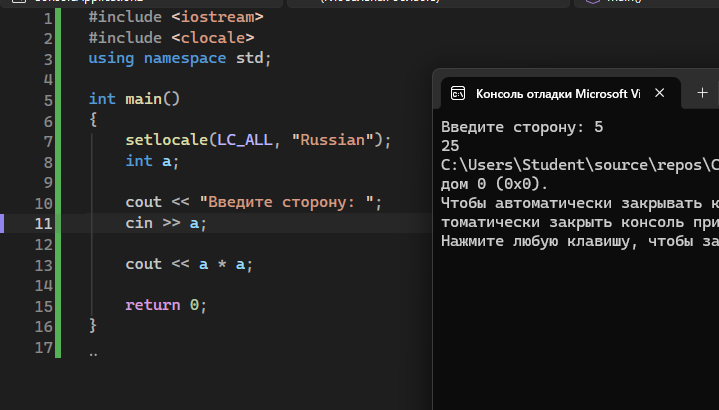 main()
1 #include <iostream>
2 #include <clocale>
3 using namespace std;
4
5 int main()
6 {
7 setlocale(LC_ALL, "Russian");
8 int a;
9
10 cout << "Введите сторону: ";
11 cin >> a;
12
13 cout << a * a;
14
15 return 0;
16 }
17
Консоль отладки Microsoft Vi
Введите сторону: 5
25
C:\Users\Student\source\repos\C
дом 0 (0x0).
Чтобы автоматически закрывать к
томатически закрыть консоль при
Нажмите любую клавишу, чтобы за